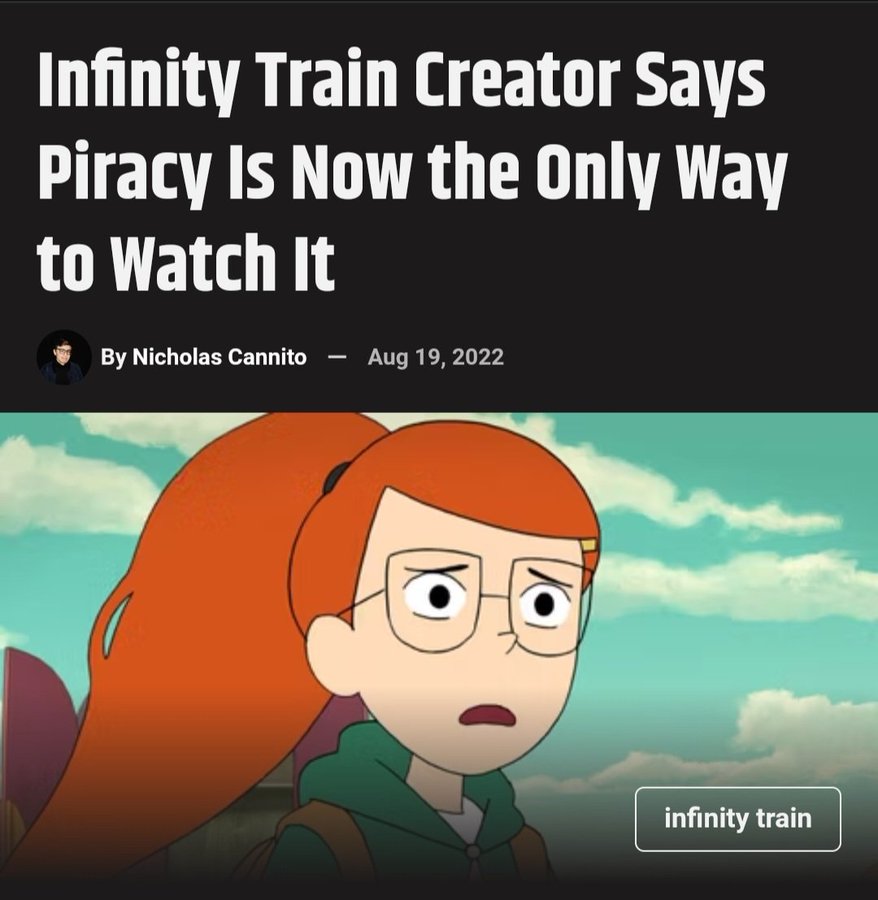 Infinity Train Creator Says
Piracy Is Now the Only Way
to Watch It
By Nicholas Cannito — Aug 19, 2022
infinity train